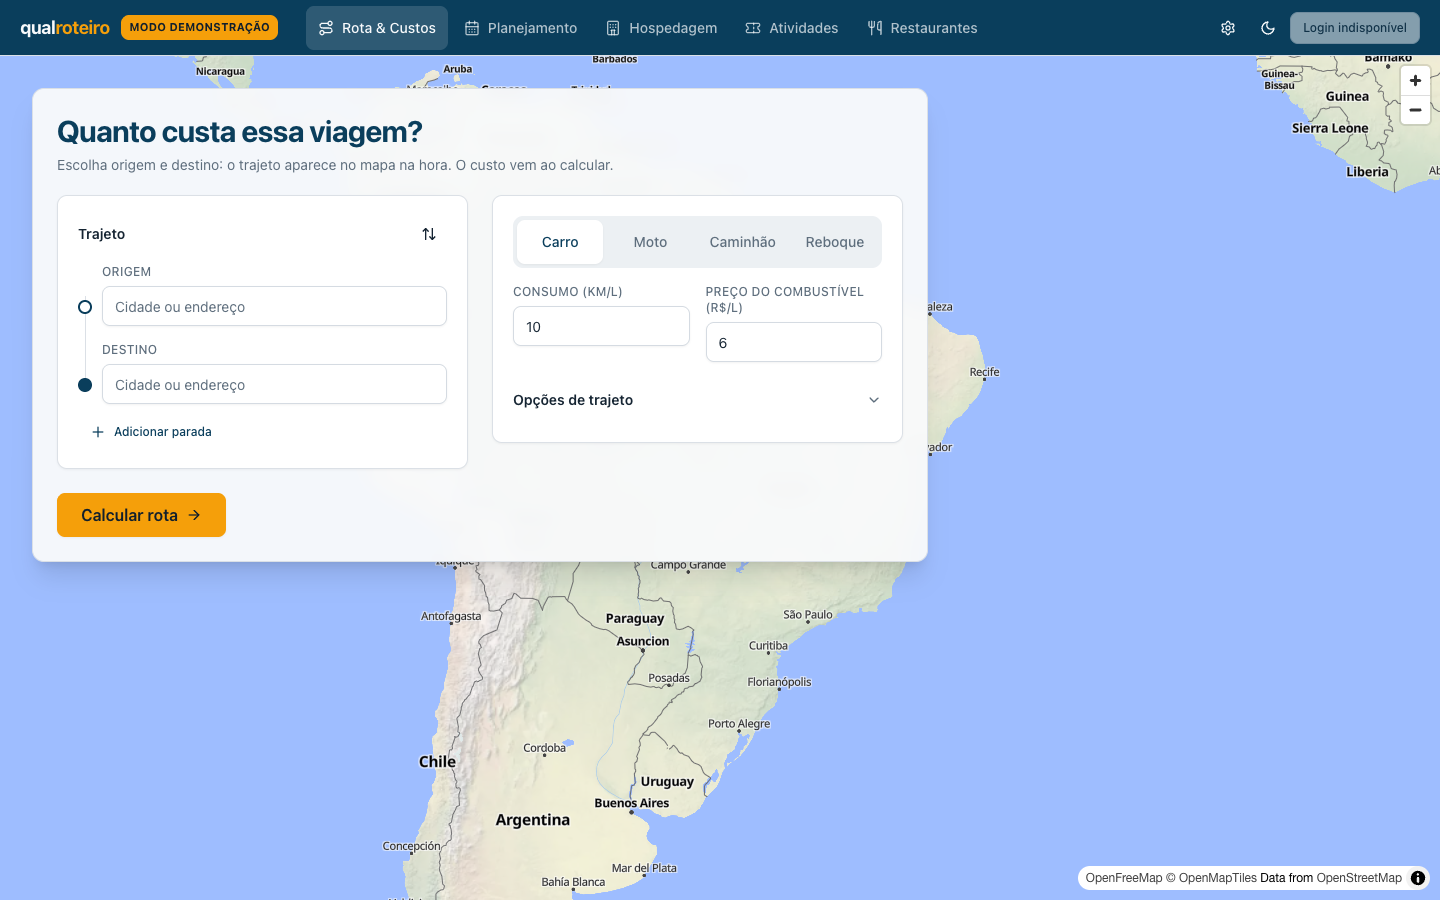 qualroteiro
MODO DEMONSTRAÇÃO
Rota & Custos
Planejamento
Hospedagem
Atividades
Restaurantes
Login indisponível
Quanto custa essa viagem?
Escolha origem e destino: o trajeto aparece no mapa na hora. O custo vem ao calcular.
Trajeto
ORIGEM
Cidade ou endereço
DESTINO
Cidade ou endereço
Adicionar parada
Carro
Moto
Caminhão
Reboque
CONSUMO (KM/L)
10
PREÇO DO COMBUSTÍVEL
(R$/L)
6
Opções de trajeto
Calcular rota
Nicaragua
Aruba
Barbados
Bamako
Guinea-
Bissau
Guinea
Sierra Leone
Liberia
+
−
aleza
Recife
vador
Iquique
Campo Grande
Antofagasta
Paraguay
Asuncion
São Paulo
Curitiba
Posadas
Florianópolis
Porto Alegre
Cordoba
Chile
Uruguay
Buenos Aires
Argentina
Concepción
Mar del Plata
Bahía Blanca
OpenFreeMap © OpenMapTiles Data from OpenStreetMap